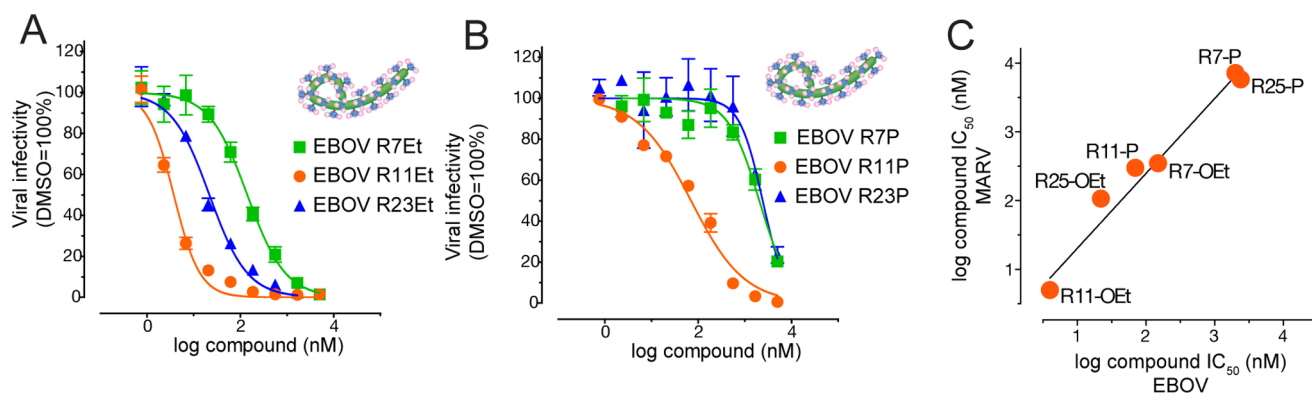 A
120
100
80
60
40
20
0
Viral infectivity
(DMSO=100%)
EBOV R7Et
EBOV R11Et
EBOV R23Et
0
2
4
log compound (nM)
B
120
100
80
60
40
20
0
Viral infectivity
(DMSO=100%)
EBOV R7P
EBOV R11P
EBOV R23P
0
2
4
log compound (nM)
C
4
3
2
1
log compound IC50 (nM)
MARV
R7-P
R25-P
R11-P
R7-OEt
R25-OEt
R11-OEt
1
2
3
4
log compound IC50 (nM)
EBOV